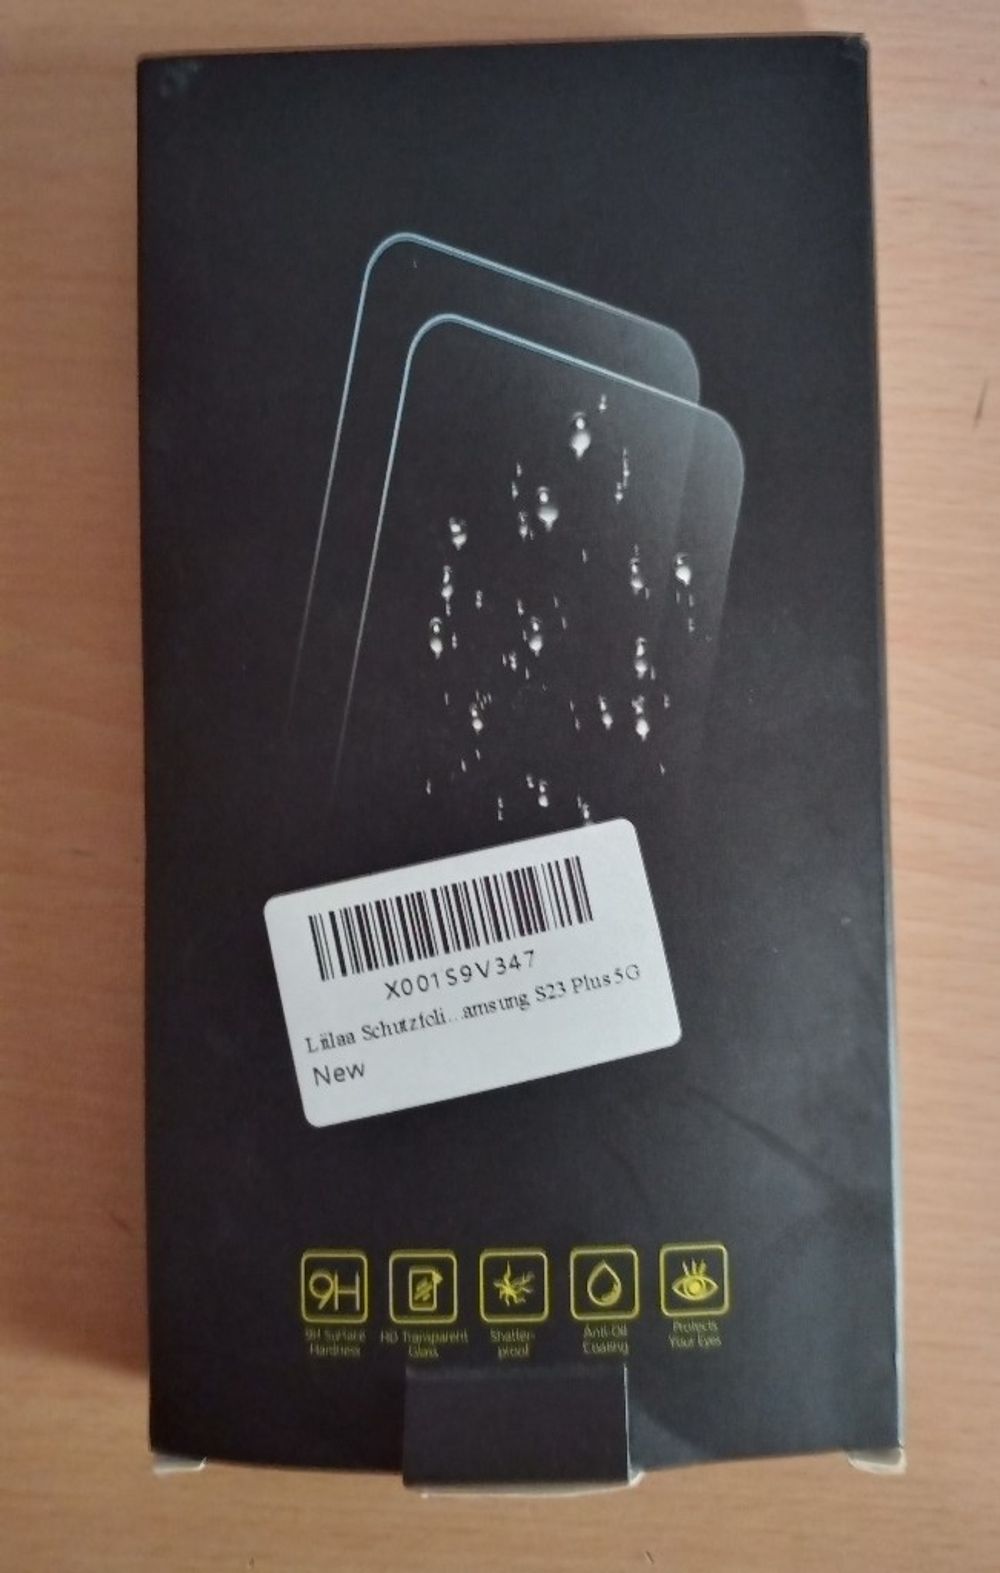 X001S9V347
Liilaa Schutzfoli...amsung S23 Plus 5G
New
9H
9H Surface Hardness
HD Transparent Glass
Shatter-proof
Anti-Oil Coating
Protects Your Eyes